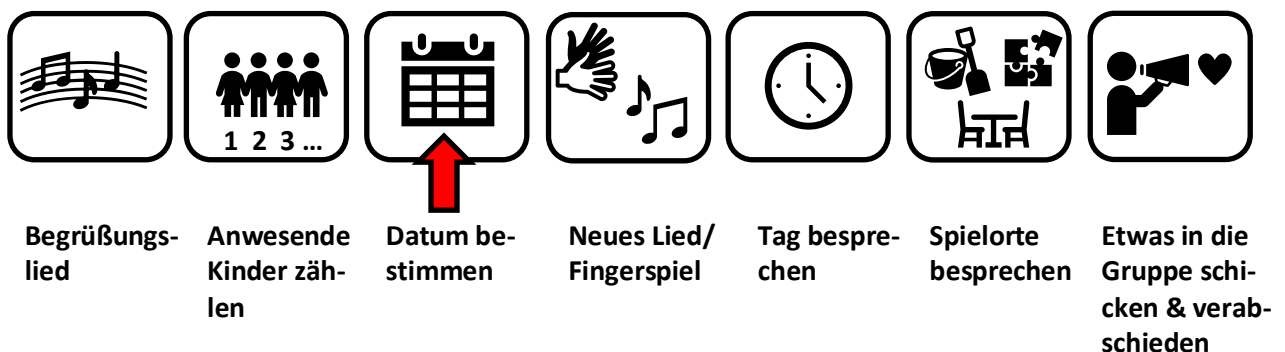 1 2 3 ...
Begrüßungs-
lied
Anwesende
Kinder zäh-
len
Datum be-
stimmen
Neues Lied/
Fingerspiel
Tag bespre-
chen
Spielorte
besprechen
Etwas in die
Gruppe schi-
cken & verab-
schieden